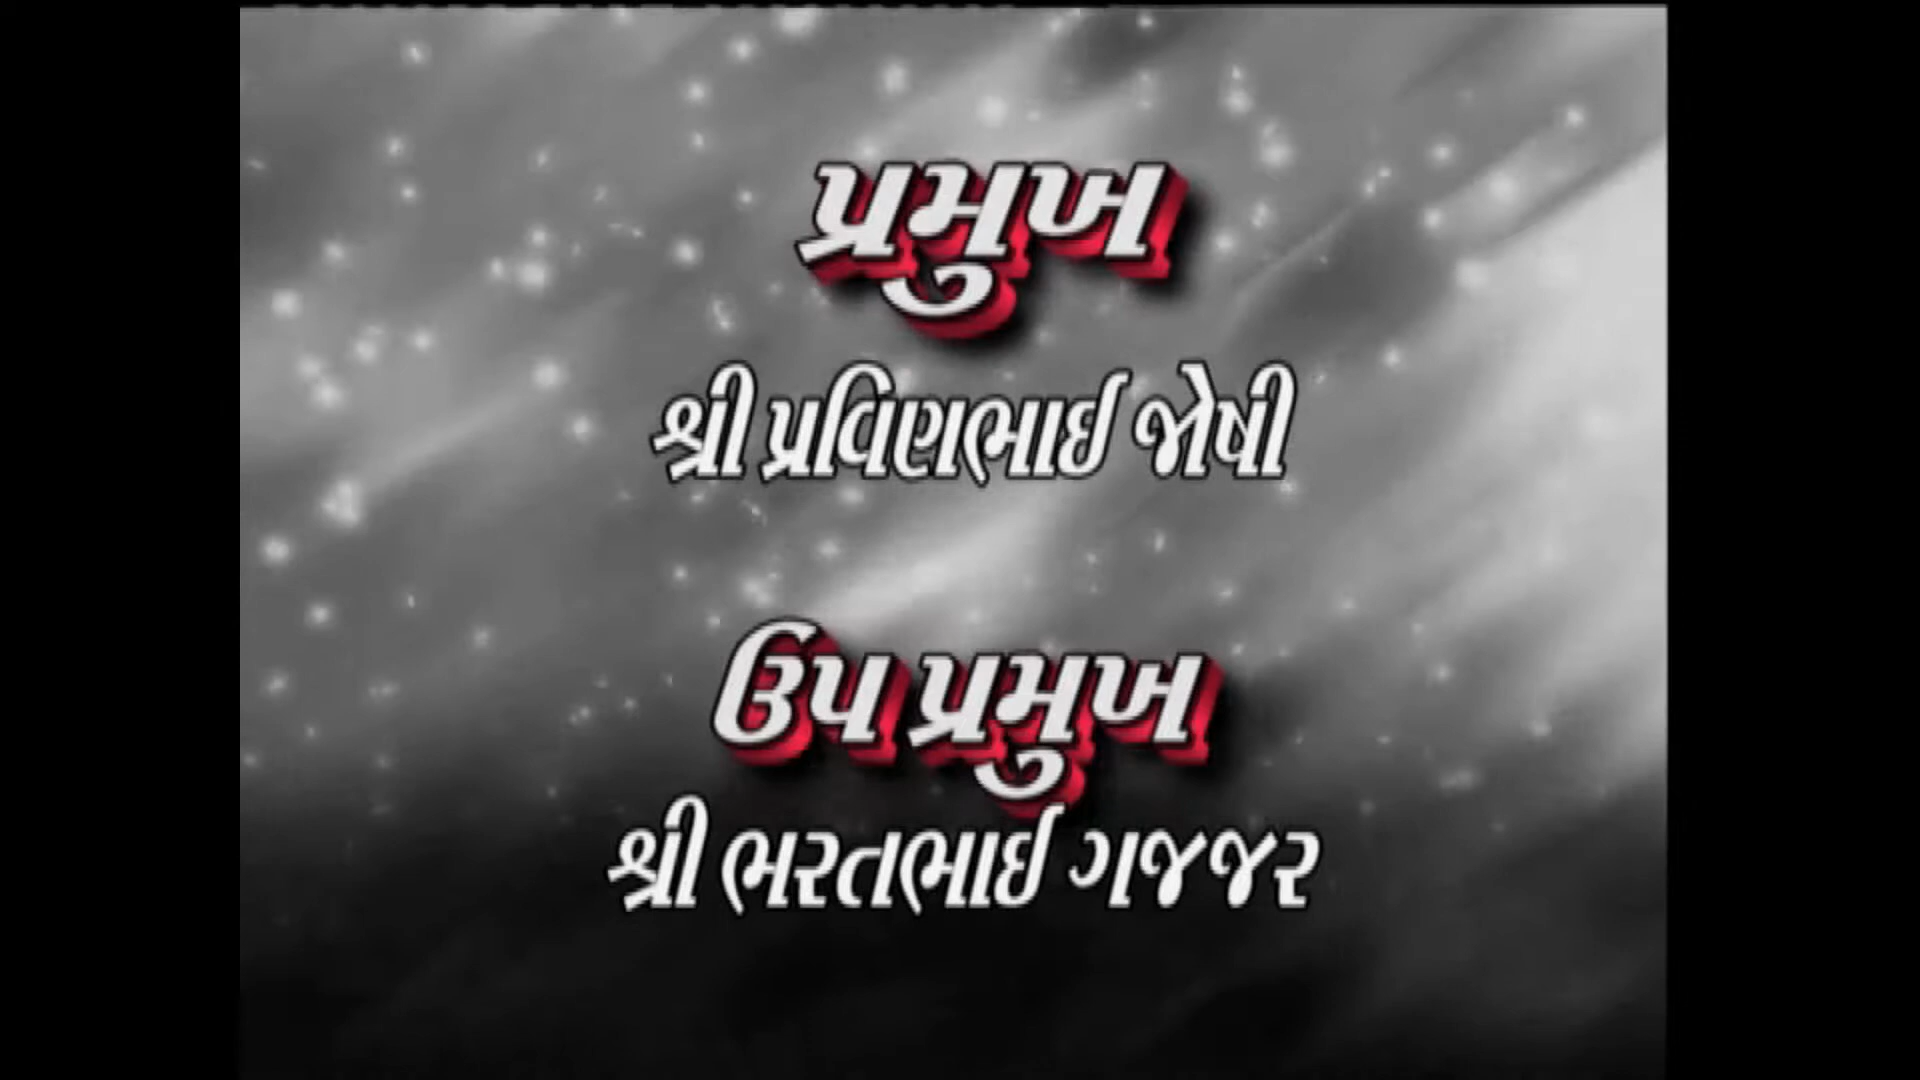 પ્રમુખ
શ્રી પ્રવિણભાઈ જોષી
ઉપ પ્રમુખ
શ્રી ભરતભાઈ ગજજર